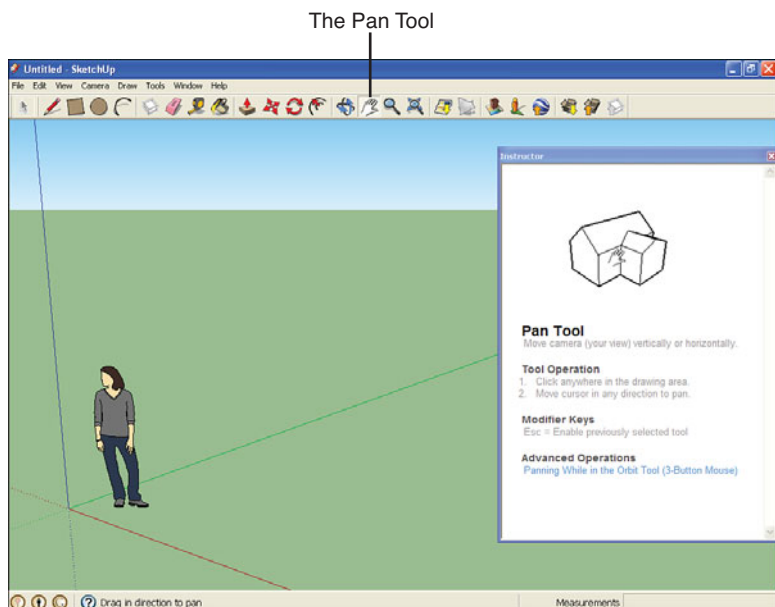 The Pan Tool
Untitled - SketchUp
File Edit View Camera Draw Tools Window Help
Instructor
Pan Tool
Move camera (your view) vertically or horizontally.
Tool Operation
1. Click anywhere in the drawing area.
2. Move cursor in any direction to pan.
Modifier Keys
Esc = Enable previously selected tool
Advanced Operations
Panning While in the Orbit Tool (3-Button Mouse)
Drag in direction to pan
Measurements